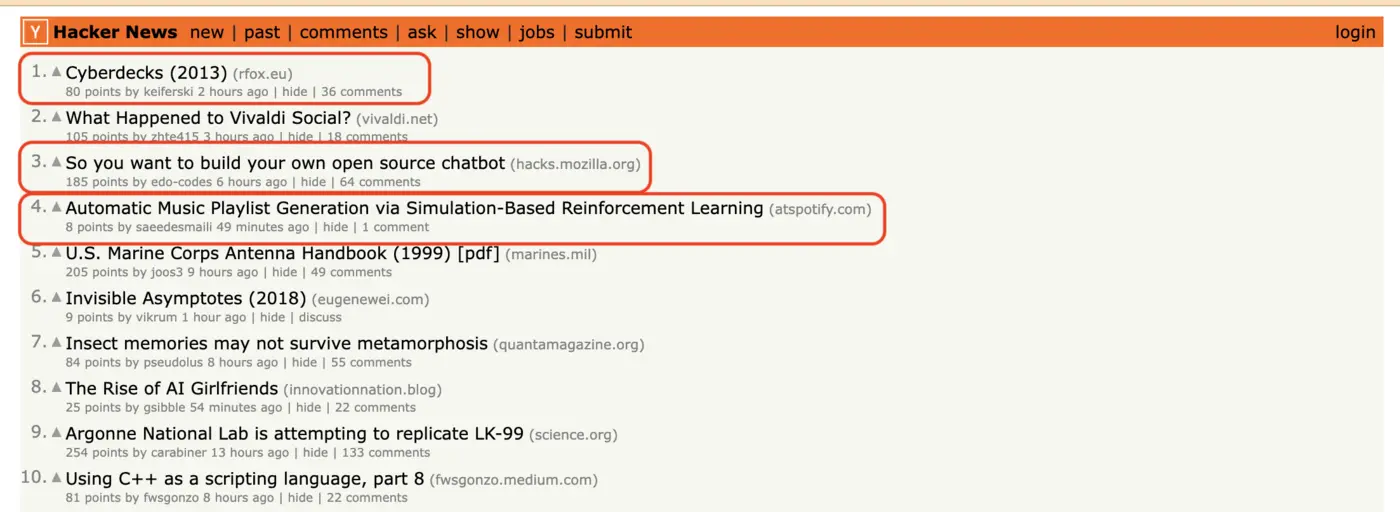 Y Hacker News new | past | comments | ask | show | jobs | submit login
1. Cyberdecks (2013) (rfox.eu)
80 points by keiferski 2 hours ago | hide | 36 comments
2. What Happened to Vivaldi Social? (vivaldi.net)
105 points by zhte415 3 hours ago | hide | 18 comments
3. So you want to build your own open source chatbot (hacks.mozilla.org)
185 points by edo-codes 6 hours ago | hide | 64 comments
4. Automatic Music Playlist Generation via Simulation-Based Reinforcement Learning (atspotify.com)
8 points by saeedesmaili 49 minutes ago | hide | 1 comment
5. U.S. Marine Corps Antenna Handbook (1999) [pdf] (marines.mil)
205 points by joos3 9 hours ago | hide | 49 comments
6. Invisible Asymptotes (2018) (eugenewei.com)
9 points by vikrum 1 hour ago | hide | discuss
7. Insect memories may not survive metamorphosis (quantamagazine.org)
84 points by pseudolus 8 hours ago | hide | 55 comments
8. The Rise of AI Girlfriends (innovationnation.blog)
25 points by gsibble 54 minutes ago | hide | 22 comments
9. Argonne National Lab is attempting to replicate LK-99 (science.org)
254 points by carabiner 13 hours ago | hide | 133 comments
10. Using C++ as a scripting language, part 8 (fwsgonzo.medium.com)
81 points by fwsgonzo 8 hours ago | hide | 22 comments